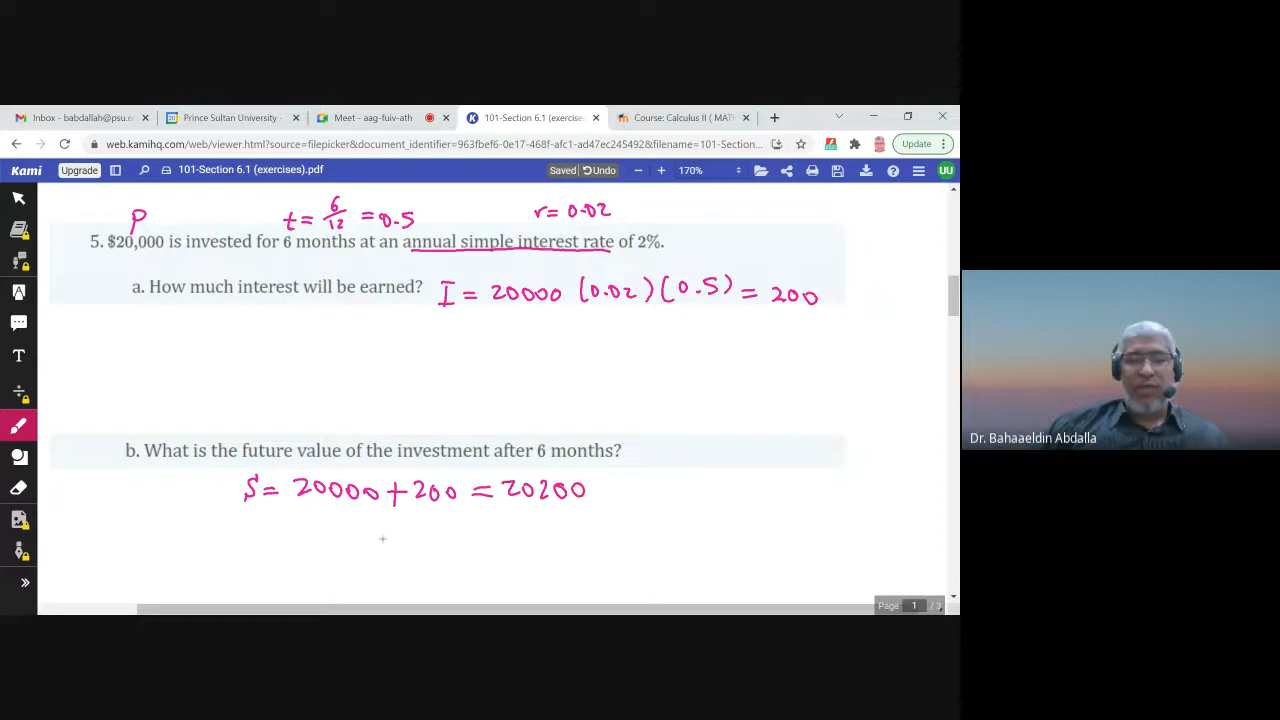 Inbox - babdallah@psu.e
Prince Sultan University -
Meet - aag-fuiv-ath
101-Section 6.1 (exercises).pdf
Course: Calculus II ( MAT
web.kamihq.com/web/viewer.html?source=filepicker&document_identifier=963fbef6-0e17-468f-afc1-ad47ec245492&filename=101-Section...
Update
Kami
Upgrade
101-Section 6.1 (exercises).pdf
Saved
Undo
170%
UU
P
t = 6/12 = 0.5
r = 0.02
5. $20,000 is invested for 6 months at an annual simple interest rate of 2%.
a. How much interest will be earned? I = 20000 (0.02)(0.5) = 200
b. What is the future value of the investment after 6 months?
S = 20000 + 200 = 20200
Dr. Bahaaeldin Abdalla
Page 1 / 3